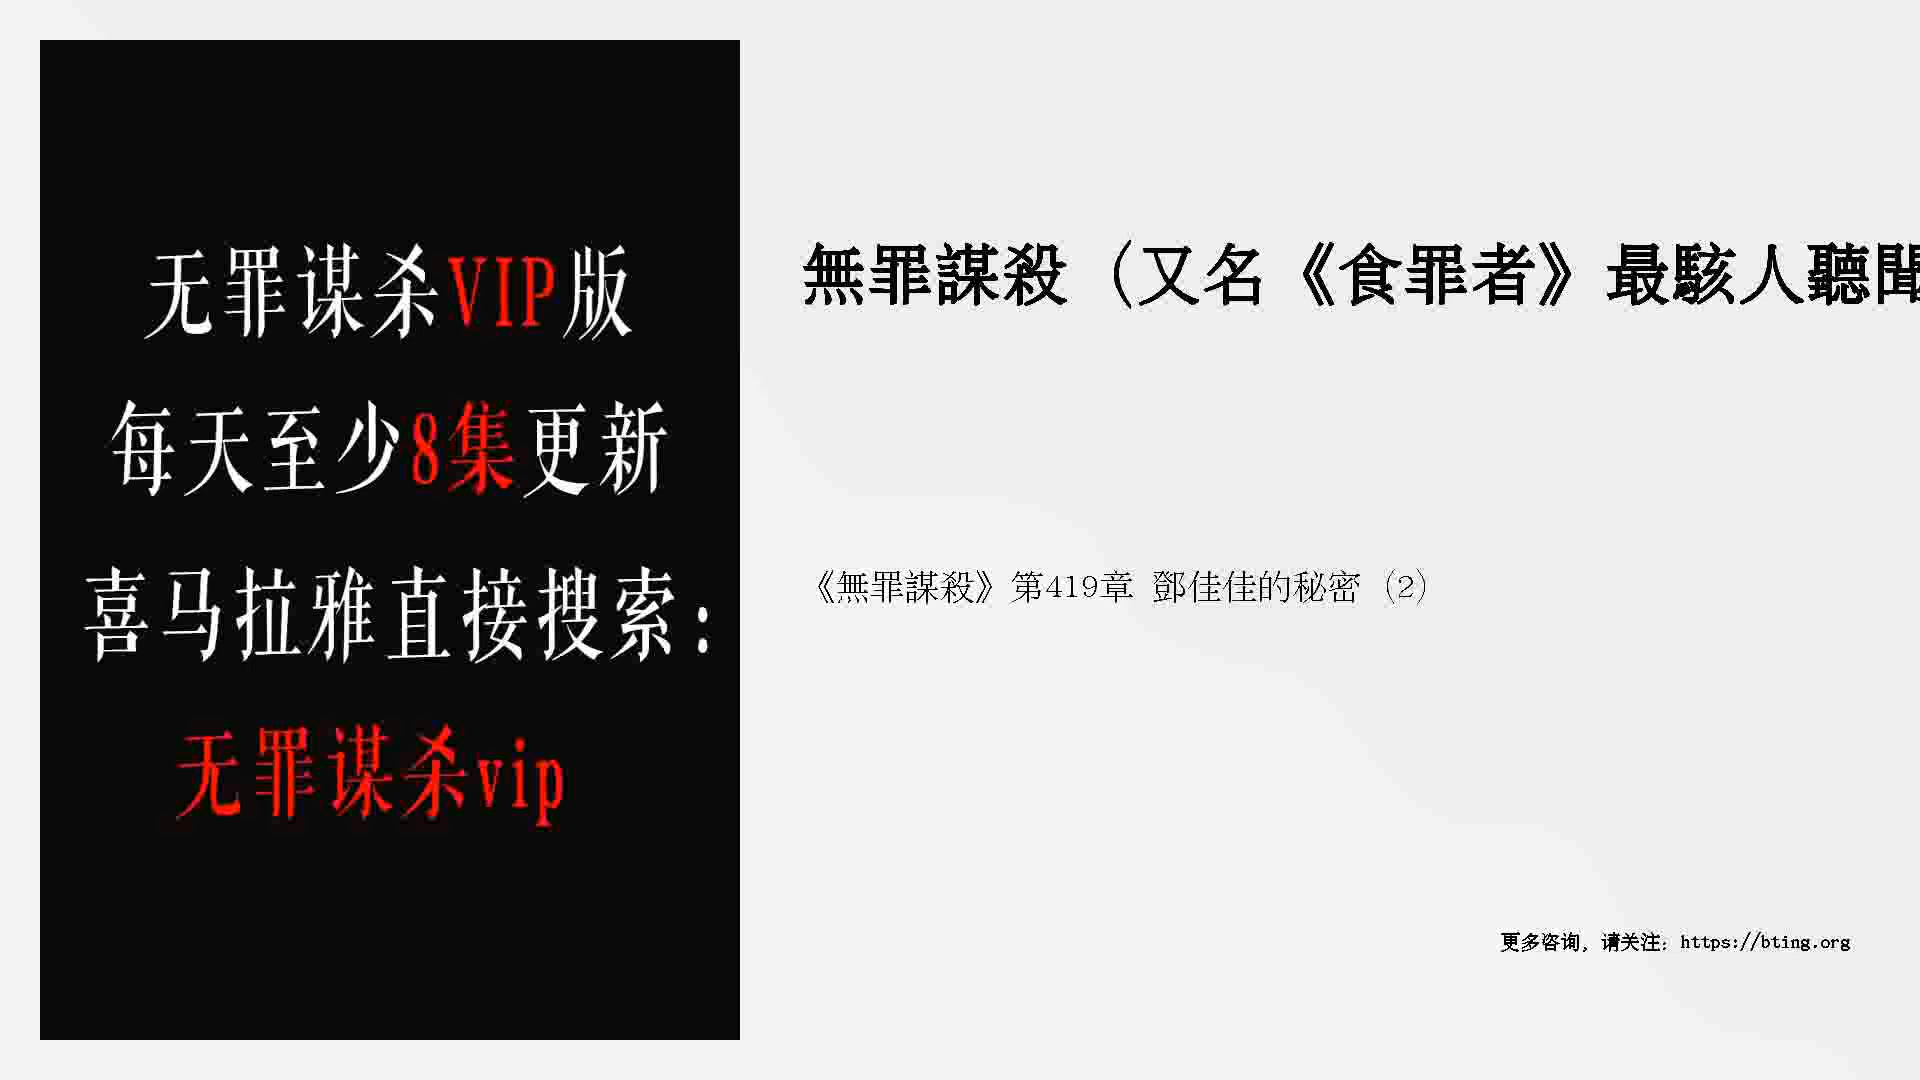 无罪谋杀VIP版
每天至少8集更新
喜马拉雅直接搜索:
无罪谋杀vip
無罪謀殺（又名《食罪者》最駭人聽聞
《無罪謀殺》第419章 鄧佳佳的秘密（2）
更多咨询，请关注：https://bting.org